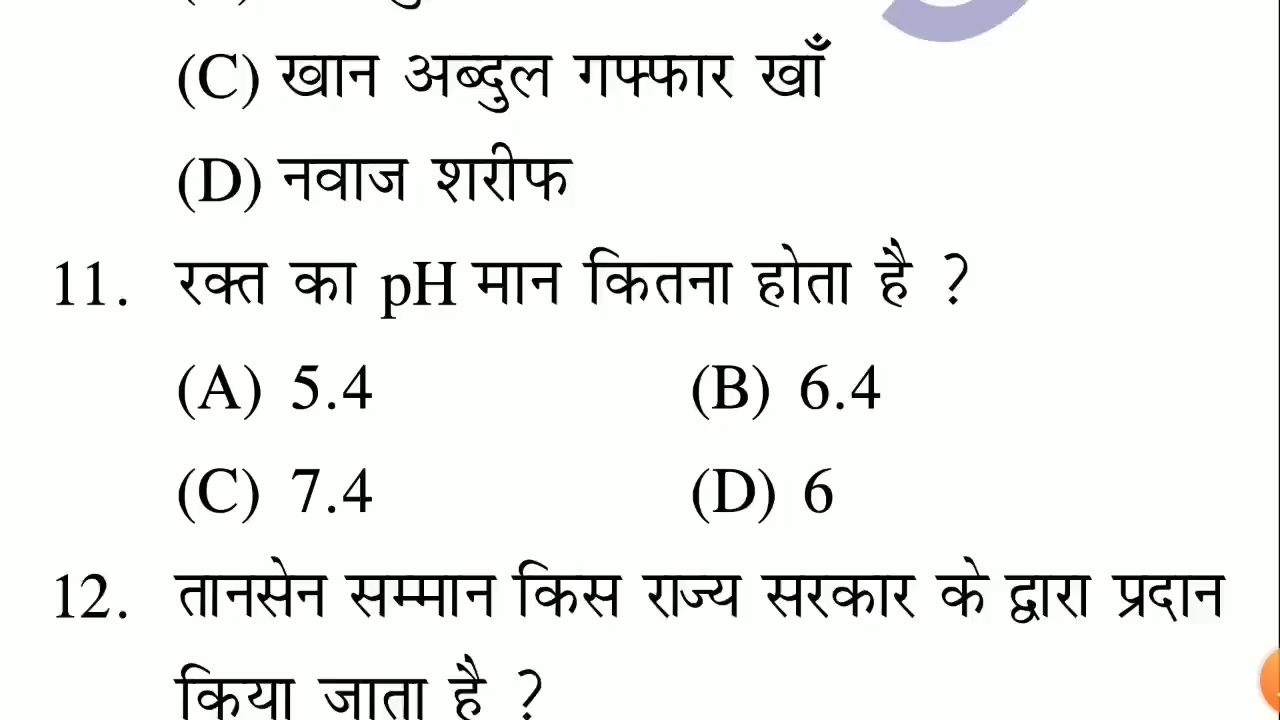 (C) खान अब्दुल गफ्फार खाँ
(D) नवाज शरीफ
11. रक्त का pH मान कितना होता है ?
(A) 5.4 (B) 6.4
(C) 7.4 (D) 6
12. तानसेन सम्मान किस राज्य सरकार के द्वारा प्रदान
किया जाता है ?